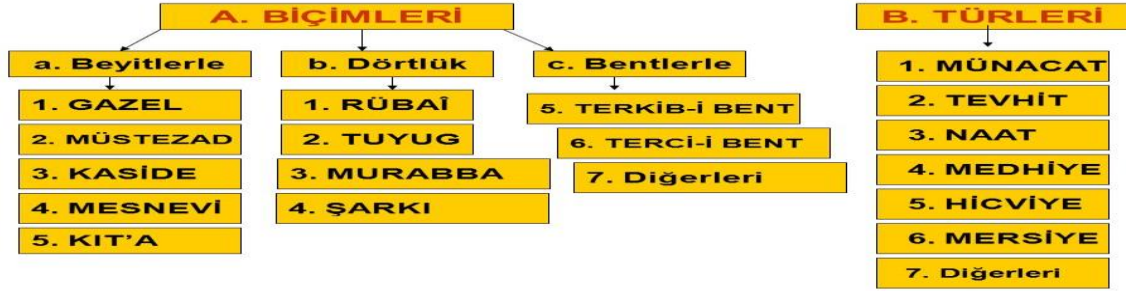 A. BİÇİMLERİ
a. Beyitlerle
1. GAZEL
2. MÜSTEZAD
3. KASİDE
4. MESNEVİ
5. KIT’A
b. Dörtlük
1. RÜBAÎ
2. TUYUG
3. MURABBA
4. ŞARKI
c. Bentlerle
5. TERKIB-I BENT
6. TERCİ-I BENT
7. Diğerleri
B. TÜRLERİ
1. MÜNACAT
2. TEVHİT
3. NAAT
4. MEDHİYE
5. HİCVİYE
6. MERSİYE
7. Diğerleri